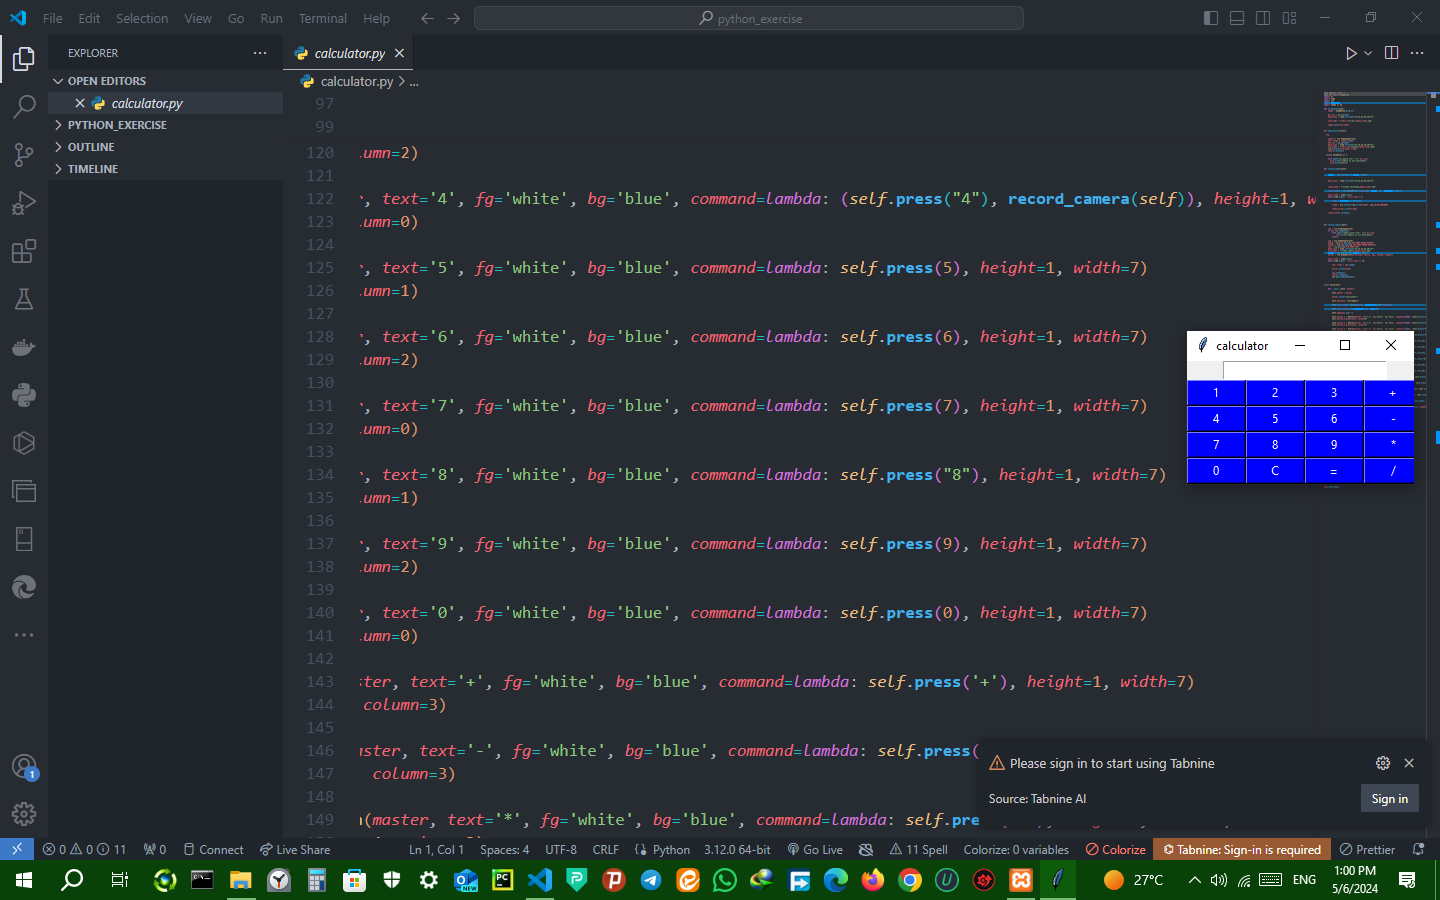 File Edit Selection View Go Run Terminal Help
python_exercise
EXPLORER
calculator.py
OPEN EDITORS
calculator.py > ...
calculator.py
PYTHON_EXERCISE
OUTLINE
TIMELINE
97
99
120 umn=2)
121
122 , text='4', fg='white', bg='blue', command=lambda: (self.press("4"), record_camera(self)), height=1, w
123 umn=0)
124
125 , text='5', fg='white', bg='blue', command=lambda: self.press(5), height=1, width=7)
126 umn=1)
127
128 , text='6', fg='white', bg='blue', command=lambda: self.press(6), height=1, width=7)
129 umn=2)
130
131 , text='7', fg='white', bg='blue', command=lambda: self.press(7), height=1, width=7)
132 umn=0)
133
134 , text='8', fg='white', bg='blue', command=lambda: self.press("8"), height=1, width=7)
135 umn=1)
136
137 , text='9', fg='white', bg='blue', command=lambda: self.press(9), height=1, width=7)
138 umn=2)
139
140 , text='0', fg='white', bg='blue', command=lambda: self.press(0), height=1, width=7)
141 umn=0)
142
143 ster, text='+', fg='white', bg='blue', command=lambda: self.press('+'), height=1, width=7)
144 column=3)
145
146 aster, text='-', fg='white', bg='blue', command=lambda: self.press(
147 column=3)
148
149 (master, text='*', fg='white', bg='blue', command=lambda: self.pre
calculator
1 2 3 +
4 5 6 -
7 8 9 *
0 C = /
Please sign in to start using Tabnine
Source: Tabnine AI
Sign in
1
0 0 11 0 Connect Live Share Ln 1, Col 1 Spaces: 4 UTF-8 CRLF Python 3.12.0 64-bit Go Live 11 Spell Colorize: 0 variables Colorize Tabnine: Sign-in is required Prettier
NEW
PC
27°C
ENG
1:00 PM
5/6/2024